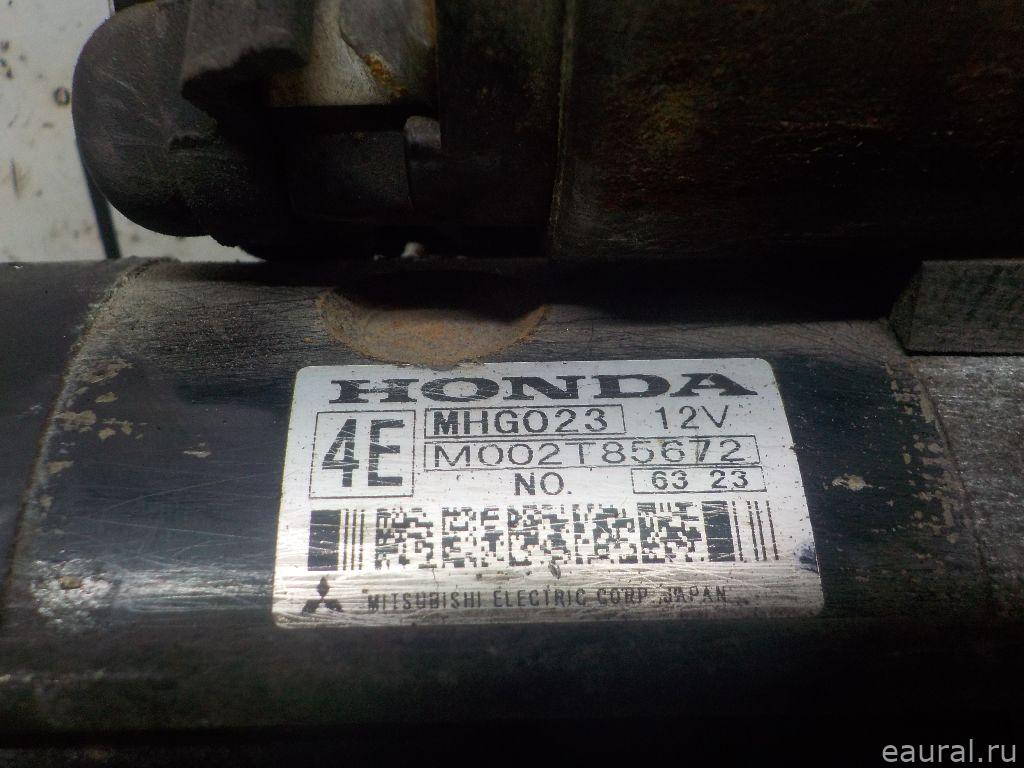 HONDA
4E
MHG023 12V
M002T85672
NO. 63 23
MITSUBISHI ELECTRIC CORP. JAPAN
eaural.ru